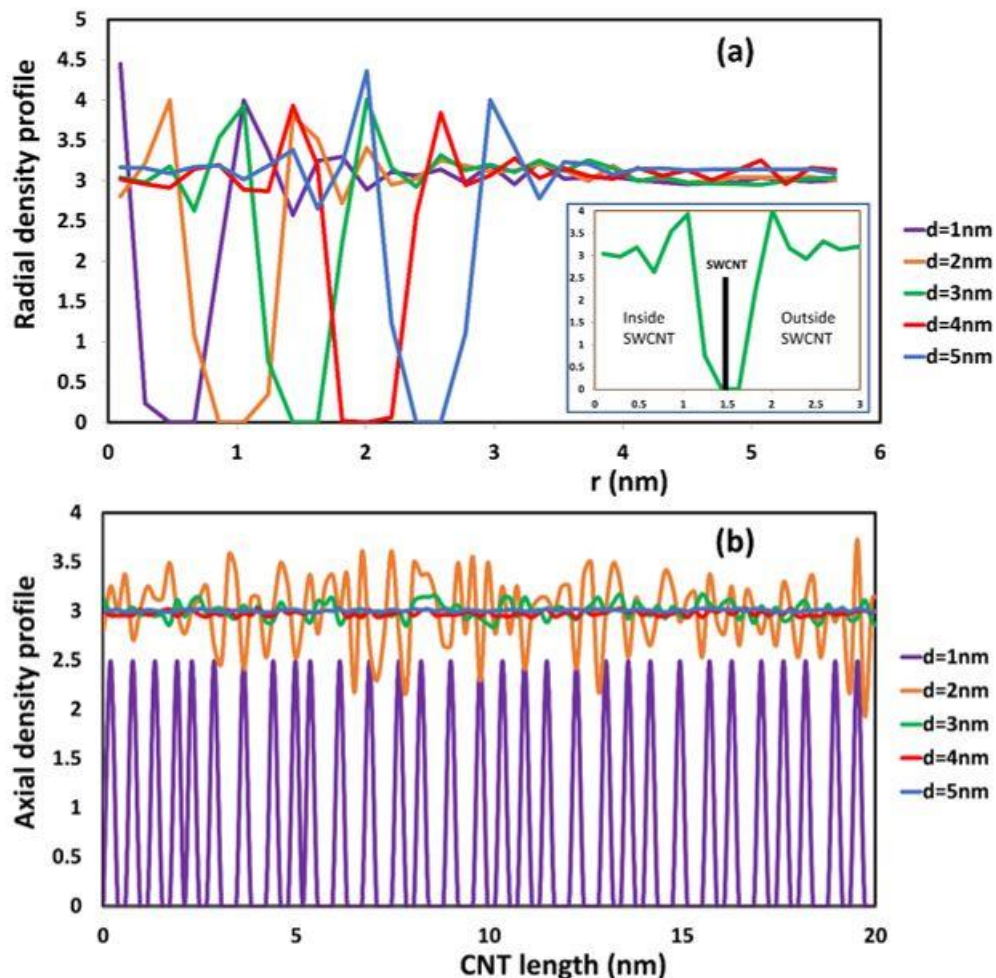 (a)
Radial density profile
5
4.5
4
3.5
3
2.5
2
1.5
1
0.5
0
0 1 2 3 4 5 6
r (nm)
d=1nm
d=2nm
d=3nm
d=4nm
d=5nm
4
3.5
3
2.5
2
1.5
1
0.5
0
SWCNT
Inside
SWCNT
Outside
SWCNT
0 0.5 1 1.5 2 2.5 3
(b)
Axial density profile
4
3.5
3
2.5
2
1.5
1
0.5
0
0 5 10 15 20
CNT length (nm)
d=1nm
d=2nm
d=3nm
d=4nm
d=5nm